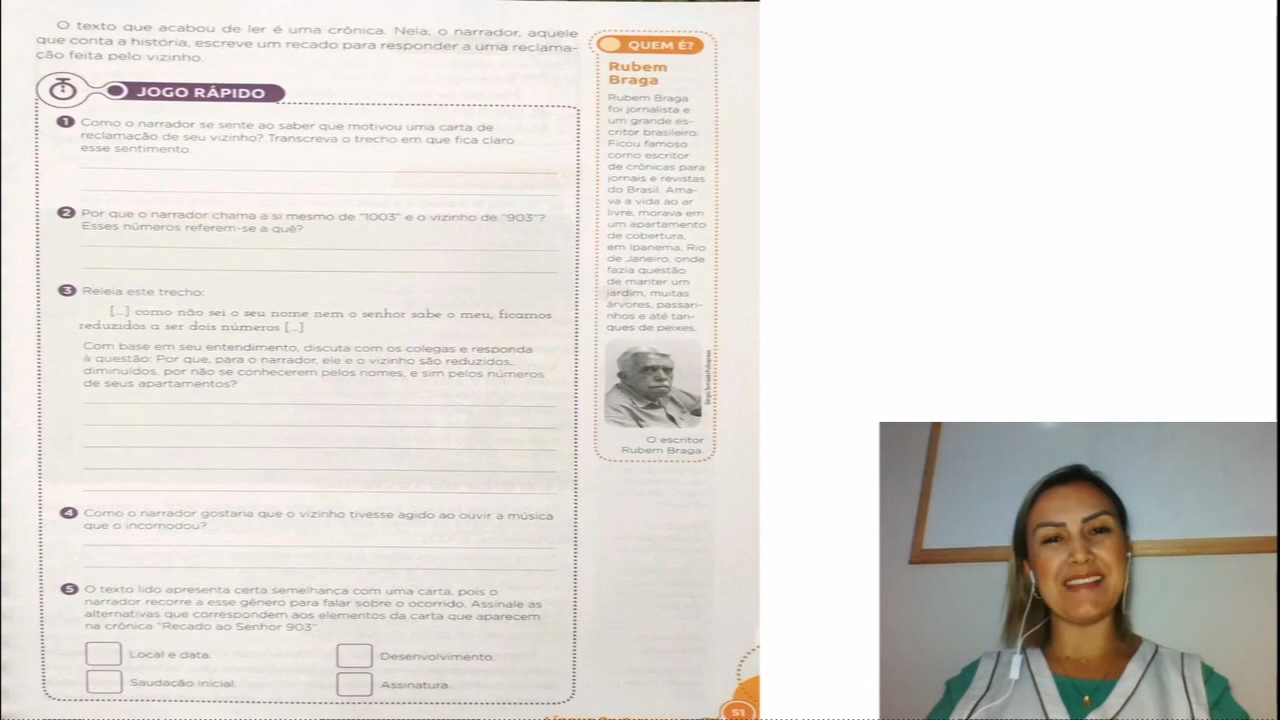 O texto que acabou de ler é uma crônica. Nela, o narrador, aquele
que conta a história, escreve um recado para responder a uma reclama-
ção feita pelo vizinho.
JOGO RÁPIDO
1 Como o narrador se sente ao saber que motivou uma carta de
reclamação de seu vizinho? Transcreva o trecho em que fica claro
esse sentimento.
2 Por que o narrador chama a si mesmo de "1003" e o vizinho de "903"?
Esses números referem-se a quê?
3 Releia este trecho:
[...] como não sei o seu nome nem o senhor sabe o meu, ficamos
reduzidos a ser dois números [...]
Com base em seu entendimento, discuta com os colegas e responda
à questão: Por que, para o narrador, ele e o vizinho são reduzidos,
diminuídos, por não se conhecerem pelos nomes, e sim pelos números
de seus apartamentos?
4 Como o narrador gostaria que o vizinho tivesse agido ao ouvir a música
que o incomodou?
5 O texto lido apresenta certa semelhança com uma carta, pois o
narrador recorre a esse gênero para falar sobre o ocorrido. Assinale as
alternativas que correspondem aos elementos da carta que aparecem
na crônica "Recado ao Senhor 903"
Local e data.
Desenvolvimento.
Saudação inicial.
Assinatura.
QUEM É?
Rubem
Braga
Rubem Braga
foi jornalista e
um grande es-
critor brasileiro.
Ficou famoso
como escritor
de crônicas para
jornais e revistas
do Brasil. Ama-
va a vida ao ar
livre, morava em
um apartamento
de cobertura,
em Ipanema, Rio
de Janeiro, onde
fazia questão
de manter um
jardim, muitas
árvores, passari-
nhos e até tan-
ques de peixes.
O escritor
Rubem Braga.
51